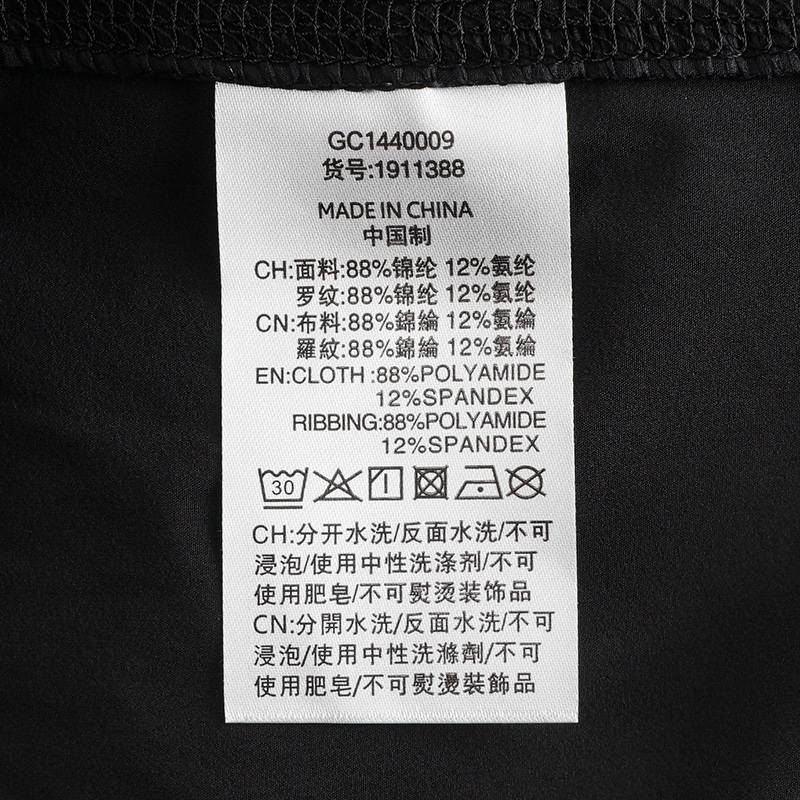 GC1440009
货号:1911388
MADE IN CHINA
中国制
CH:面料:88%锦纶 12%氨纶
罗纹:88%锦纶 12%氨纶
CN:布料:88%錦綸 12%氨綸
羅紋:88%錦綸 12%氨綸
EN:CLOTH :88%POLYAMIDE
12%SPANDEX
RIBBING:88%POLYAMIDE
12%SPANDEX
30
CH:分开水洗/反面水洗/不可
浸泡/使用中性洗涤剂/不可
使用肥皂/不可熨烫装饰品
CN:分開水洗/反面水洗/不可
浸泡/使用中性洗滌劑/不可
使用肥皂/不可熨燙裝飾品